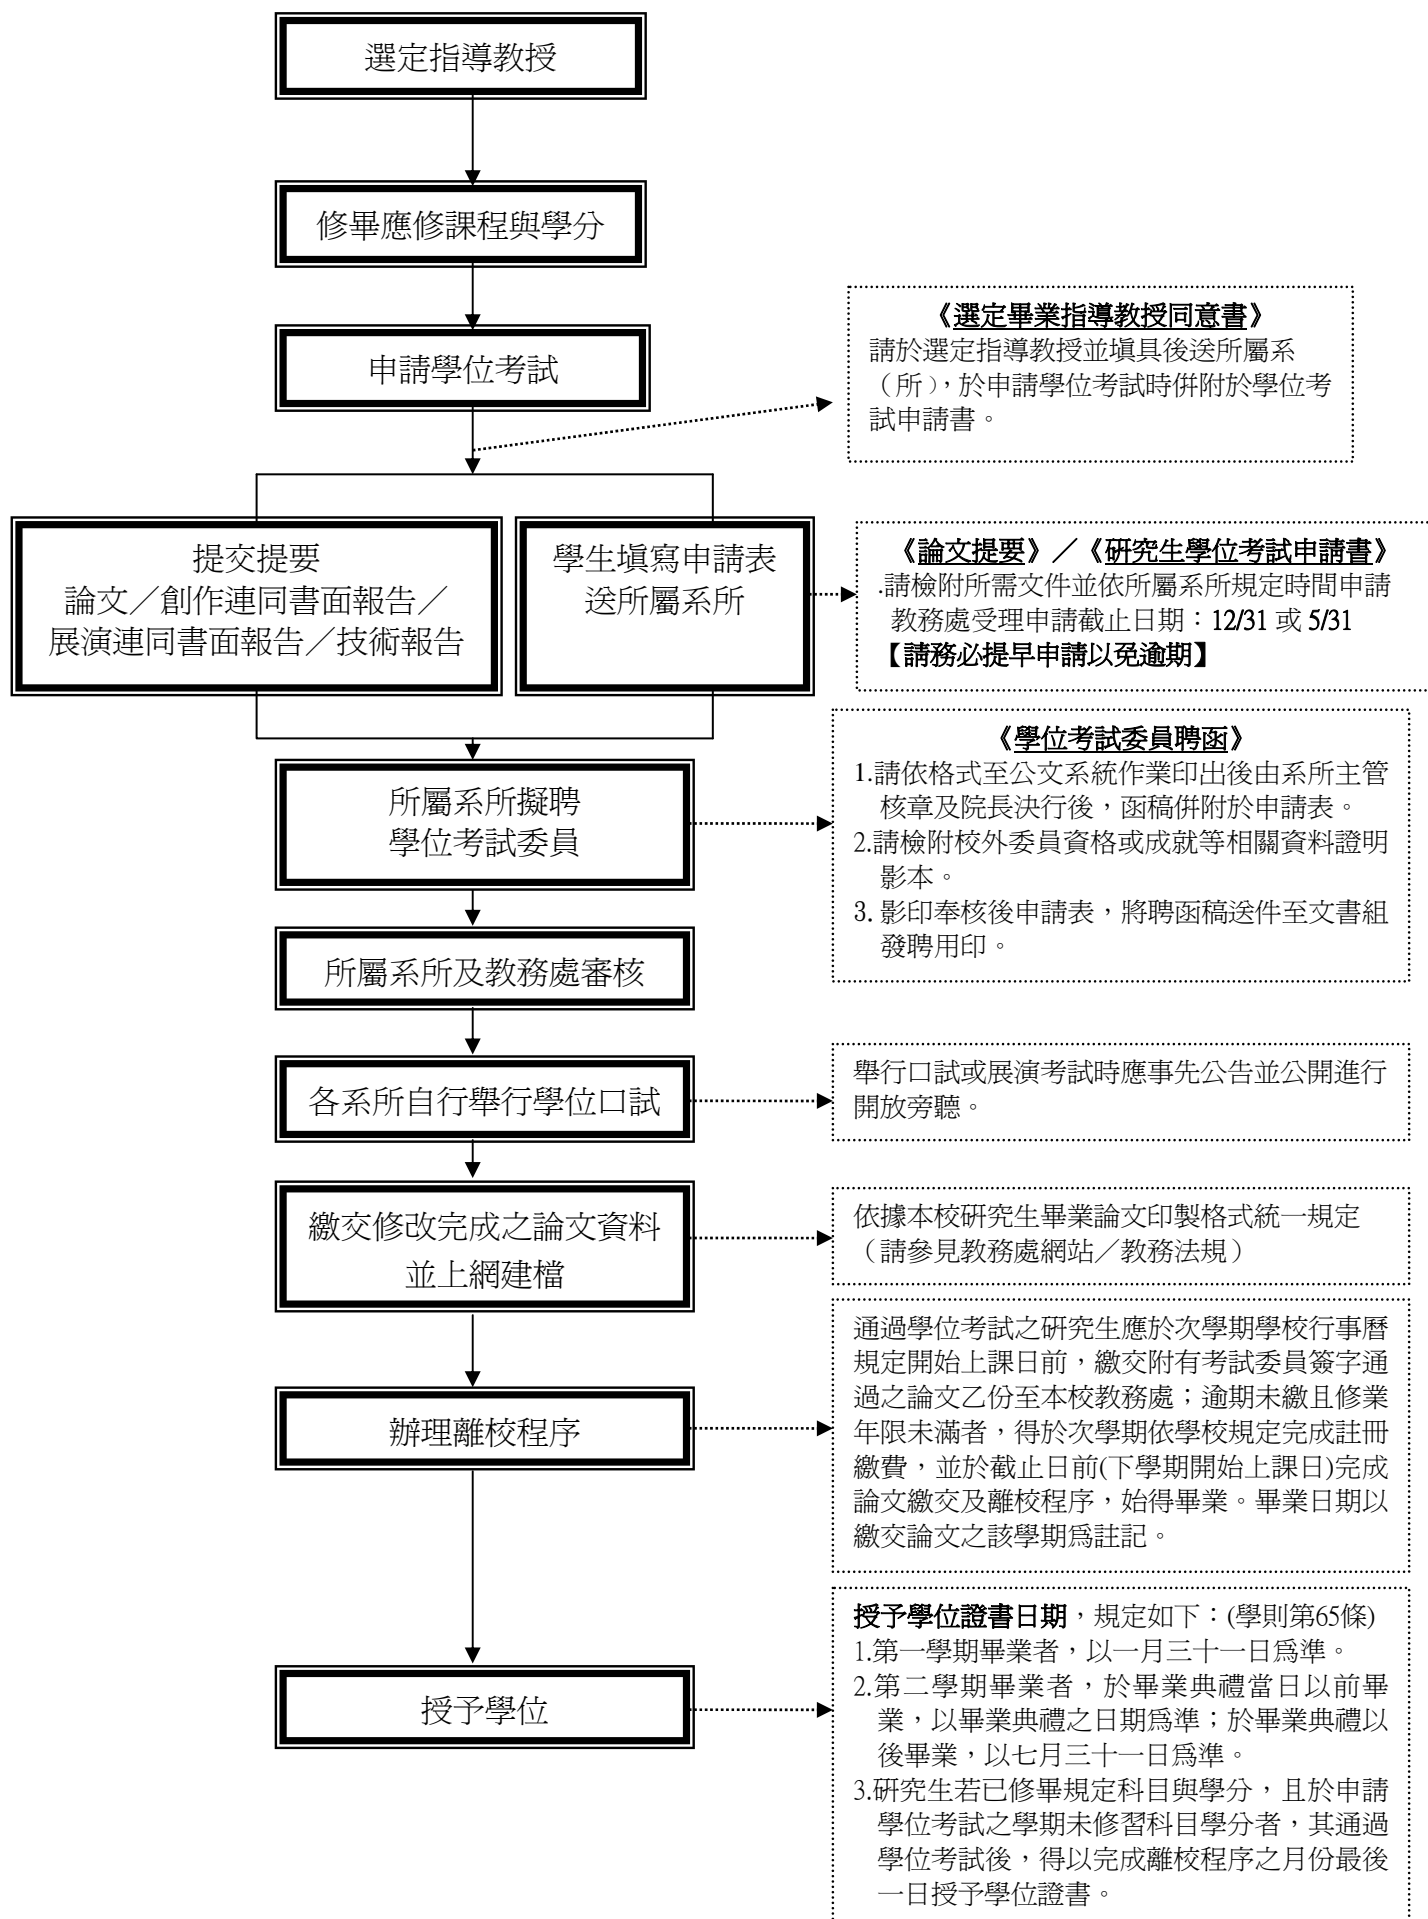 選定指導教授
修畢應修課程與學分
申請學位考試
《選定畢業指導教授同意書》
請於選定指導教授並填具後送所屬系
（所），於申請學位考試時併附於學位考
試申請書。
提交提要
論文／創作連同書面報告／
展演連同書面報告／技術報告
學生填寫申請表
送所屬系所
《論文提要》／《研究生學位考試申請書》
.請檢附所需文件並依所屬系所規定時間申請
教務處受理申請截止日期：12/31 或 5/31
【請務必提早申請以免逾期】
所屬系所擬聘
學位考試委員
《學位考試委員聘函》
1.請依格式至公文系統作業印出後由系所主管
核章及院長決行後，函稿併附於申請表。
2.請檢附校外委員資格或成就等相關資料證明
影本。
3. 影印奉核後申請表，將聘函稿送件至文書組
發聘用印。
所屬系所及教務處審核
各系所自行舉行學位口試
舉行口試或展演考試時應事先公告並公開進行
開放旁聽。
繳交修改完成之論文資料
並上網建檔
依據本校研究生畢業論文印製格式統一規定
（請參見教務處網站／教務法規）
辦理離校程序
通過學位考試之研究生應於次學期學校行事曆
規定開始上課日前，繳交附有考試委員簽字通
過之論文乙份至本校教務處；逾期未繳且修業
年限未滿者，得於次學期依學校規定完成註冊
繳費，並於截止日前(下學期開始上課日)完成
論文繳交及離校程序，始得畢業。畢業日期以
繳交論文之該學期為註記。
授予學位
授予學位證書日期，規定如下：(學則第65條)
1.第一學期畢業者，以一月三十一日為準。
2.第二學期畢業者，於畢業典禮當日以前畢
業，以畢業典禮之日期為準；於畢業典禮以
後畢業，以七月三十一日為準。
3.研究生若已修畢規定科目與學分，且於申請
學位考試之學期未修習科目學分者，其通過
學位考試後，得以完成離校程序之月份最後
一日授予學位證書。